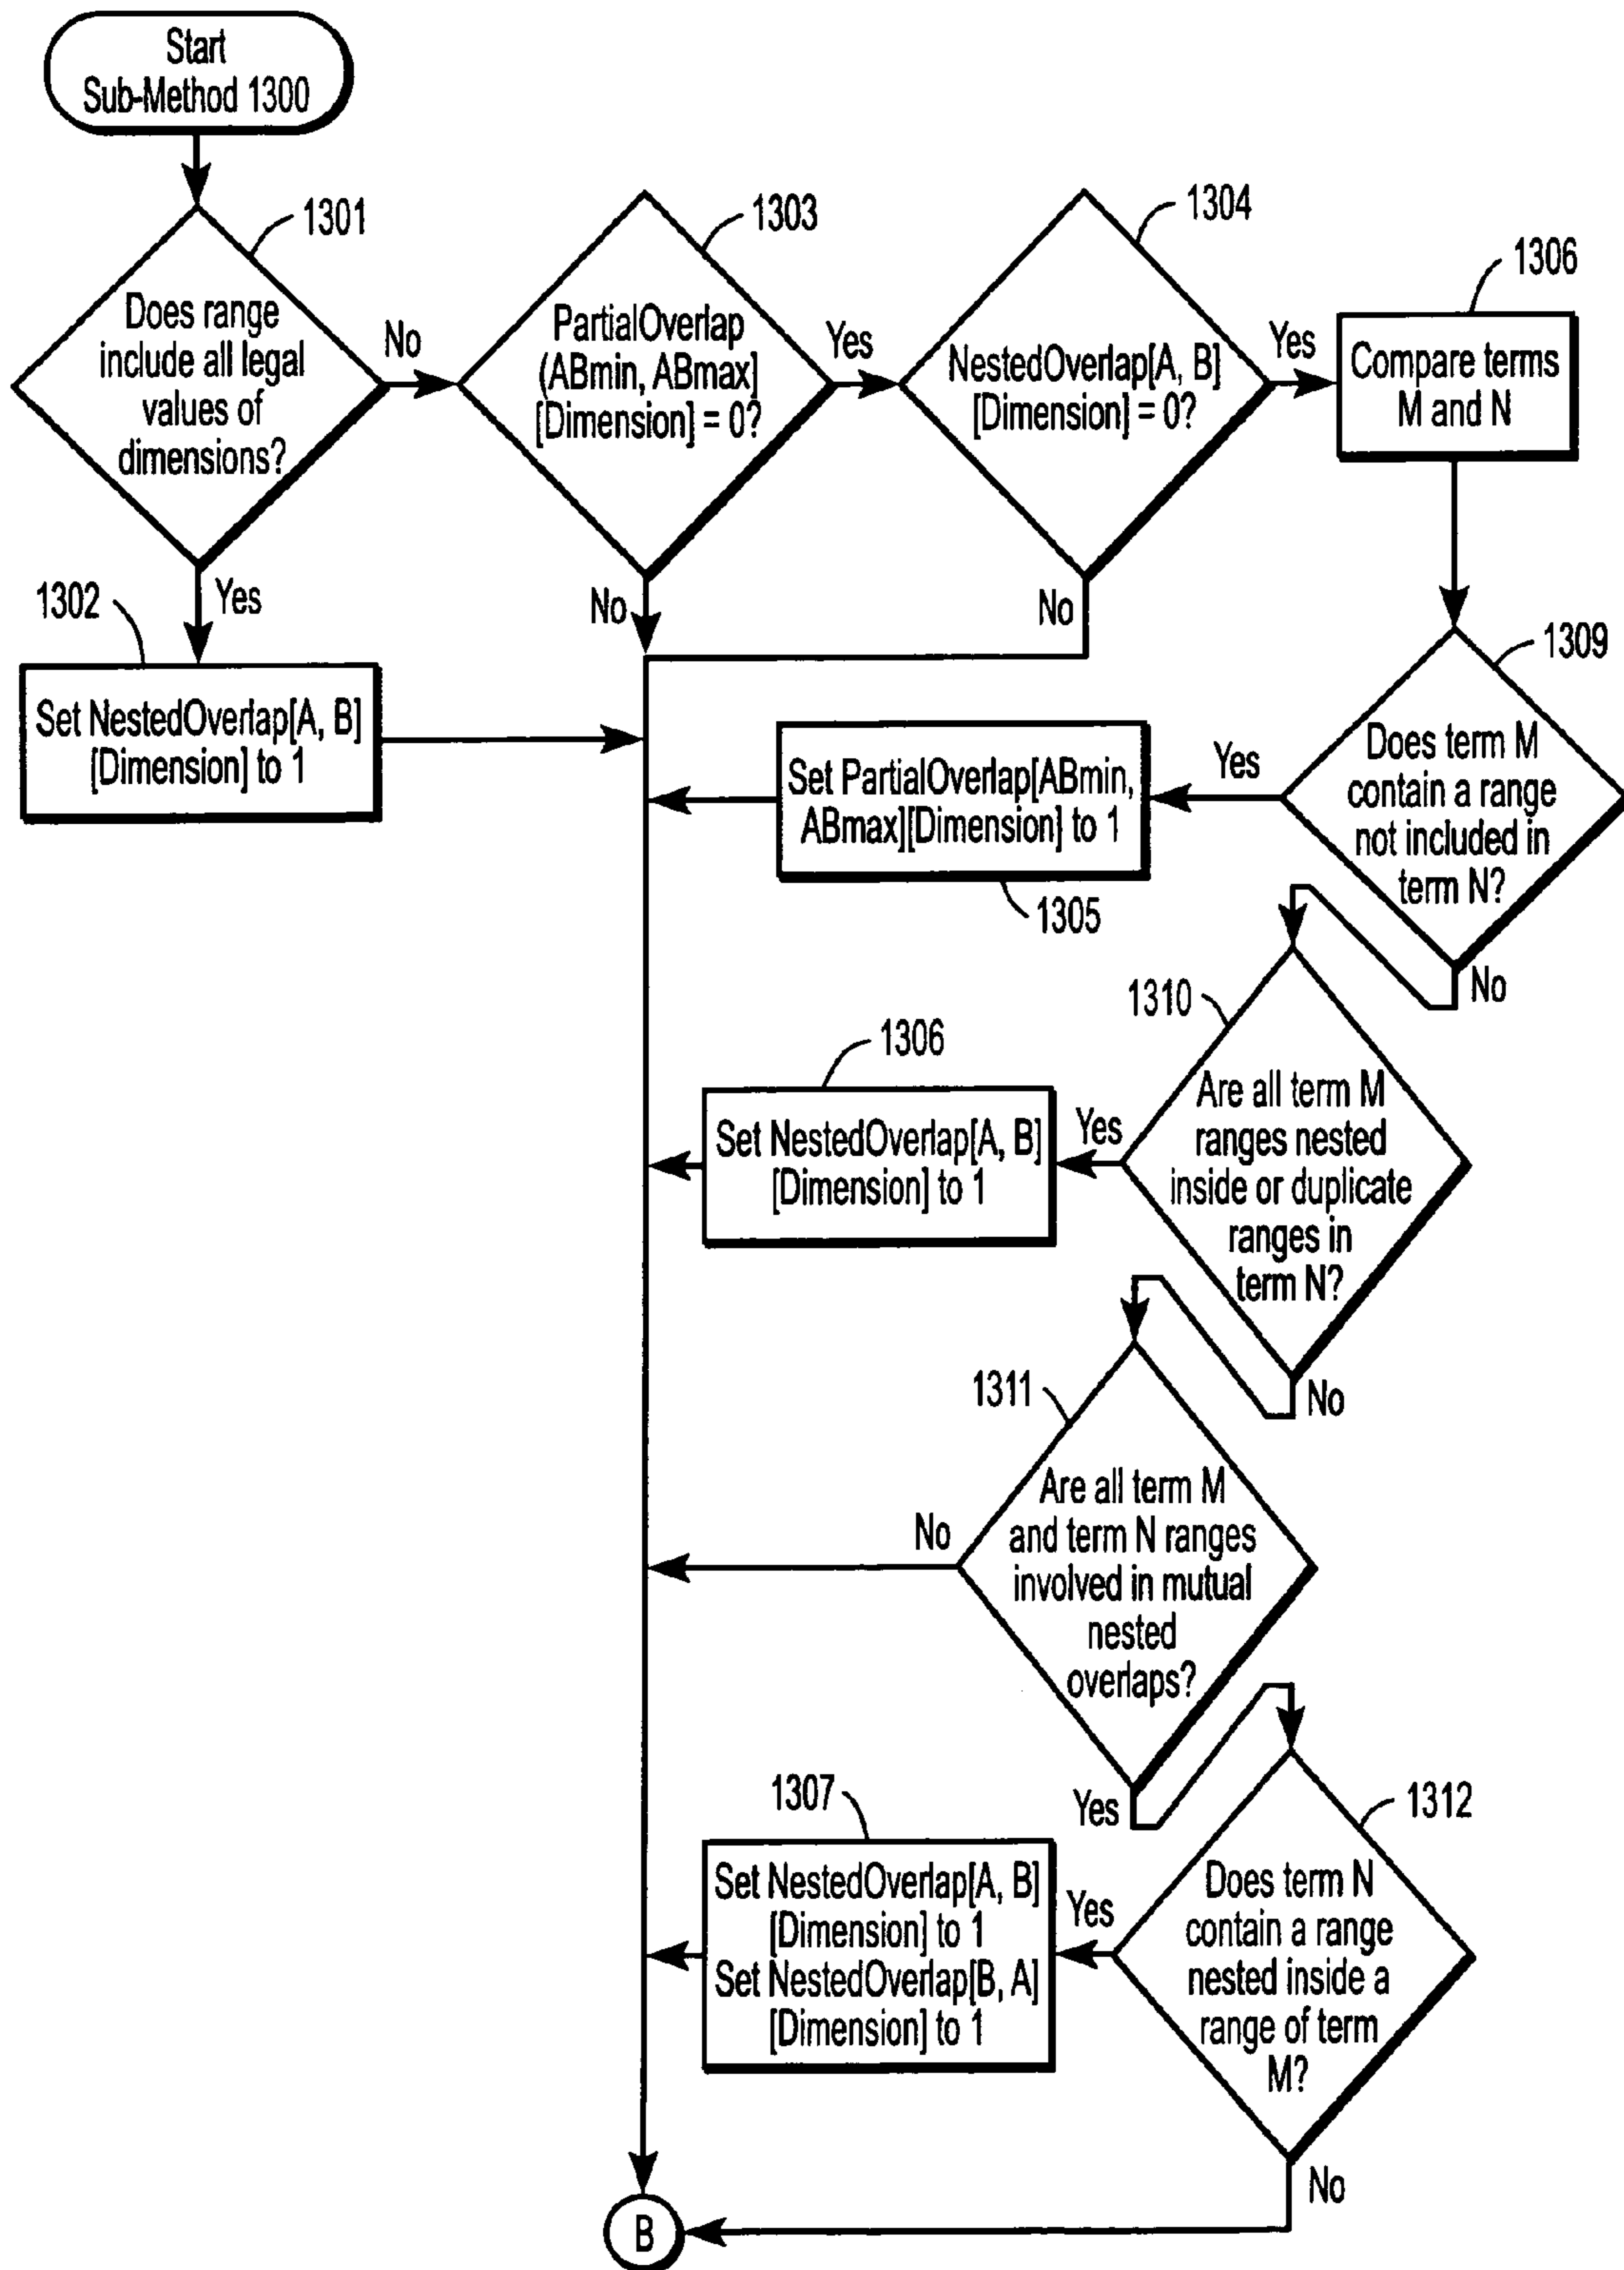 Start
Sub-Method 1300
1301
Does range
include all legal
values of
dimensions?
No
Yes
1303
PartialOverlap
(ABmin, ABmax]
[Dimension] = 0?
Yes
No
1304
NestedOverlap[A, B]
[Dimension] = 0?
Yes
No
1306
Compare terms
M and N
1302
Set NestedOverlap[A, B]
[Dimension] to 1
1309
Does term M
contain a range
not included in
term N?
Yes
No
Set PartialOverlap[ABmin,
ABmax][Dimension] to 1
1305
1310
Are all term M
ranges nested
inside or duplicate
ranges in
term N?
Yes
No
1306
Set NestedOverlap[A, B]
[Dimension] to 1
1311
Are all term M
and term N ranges
involved in mutual
nested
overlaps?
No
Yes
1312
Does term N
contain a range
nested inside a
range of term
M?
Yes
No
1307
Set NestedOverlap[A, B]
[Dimension] to 1
Set NestedOverlap[B, A]
[Dimension] to 1
B